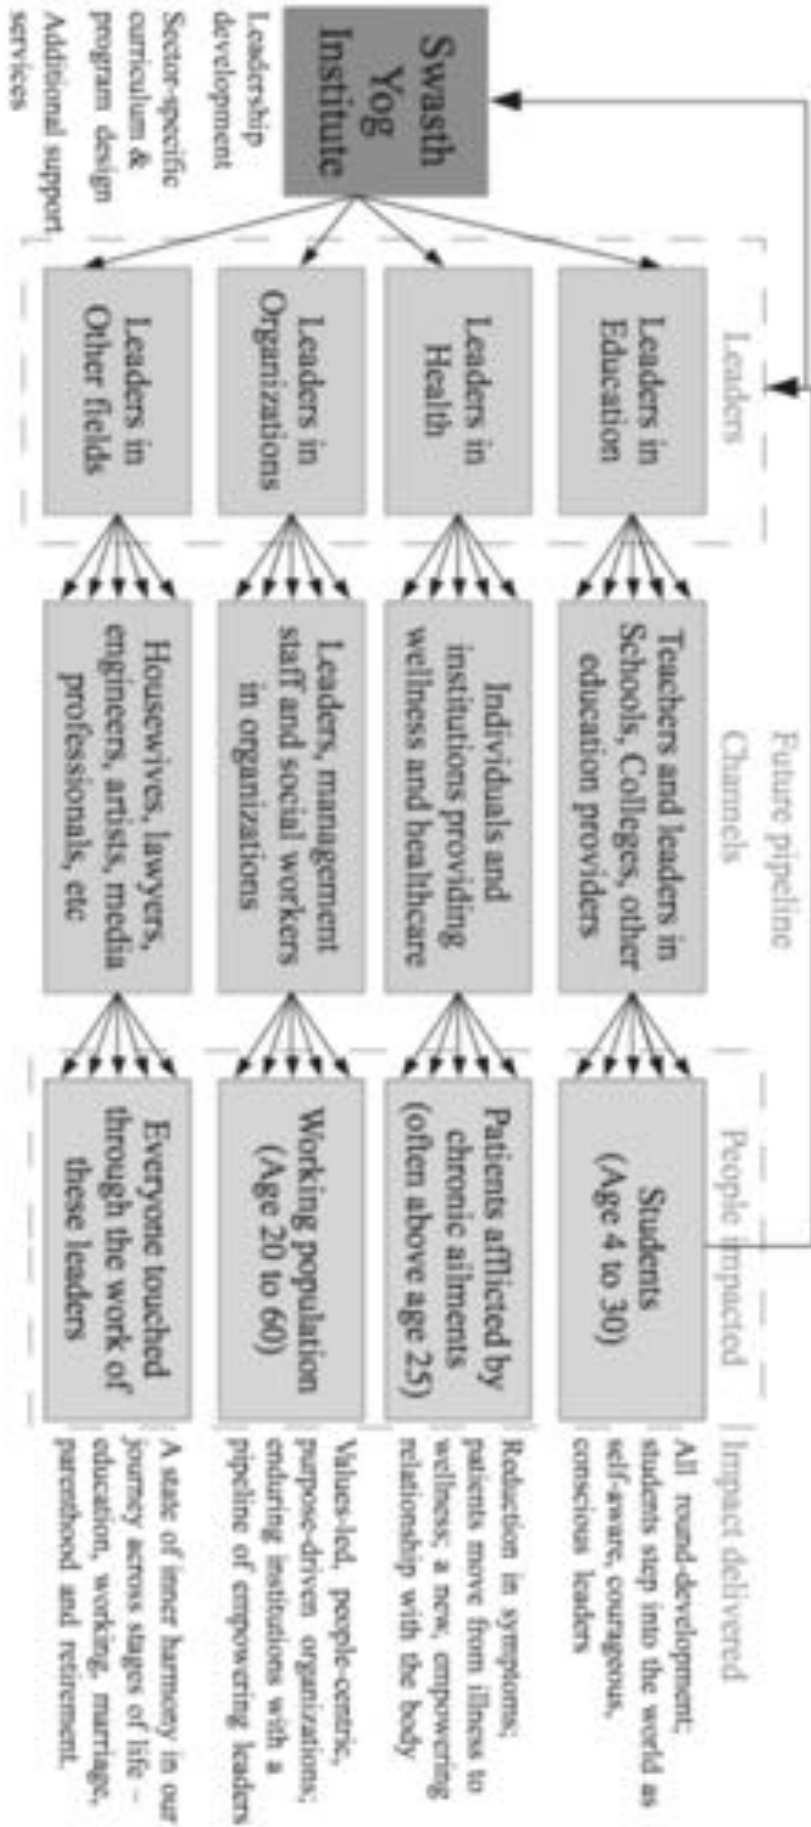 Future pipeline
Leaders
Channels
People impacted
Impact delivered
Swasth
Yog
Institute
Leadership
development
Sector-specific
curriculum &
program design
Additional support
services
Leaders in
Education
Teachers and leaders in
Schools, Colleges, other
education providers
Students
(Age 4 to 30)
All round-development;
students step into the world as
self-aware, courageous,
conscious leaders
Leaders in
Health
Individuals and
institutions providing
wellness and healthcare
Patients afflicted by
chronic ailments
(often above age 25)
Reduction in symptoms;
patients move from illness to
wellness; a new, empowering
relationship with the body
Leaders in
Organizations
Leaders, management
staff and social workers
in organizations
Working population
(Age 20 to 60)
Values-led, people-centric,
purpose-driven organizations;
enduring institutions with a
pipeline of empowering leaders
Leaders in
Other fields
Housewives, lawyers,
engineers, artists, media
professionals, etc
Everyone touched
through the work of
these leaders
A state of inner harmony in our
journey across stages of life –
education, working, marriage,
parenthood and retirement.